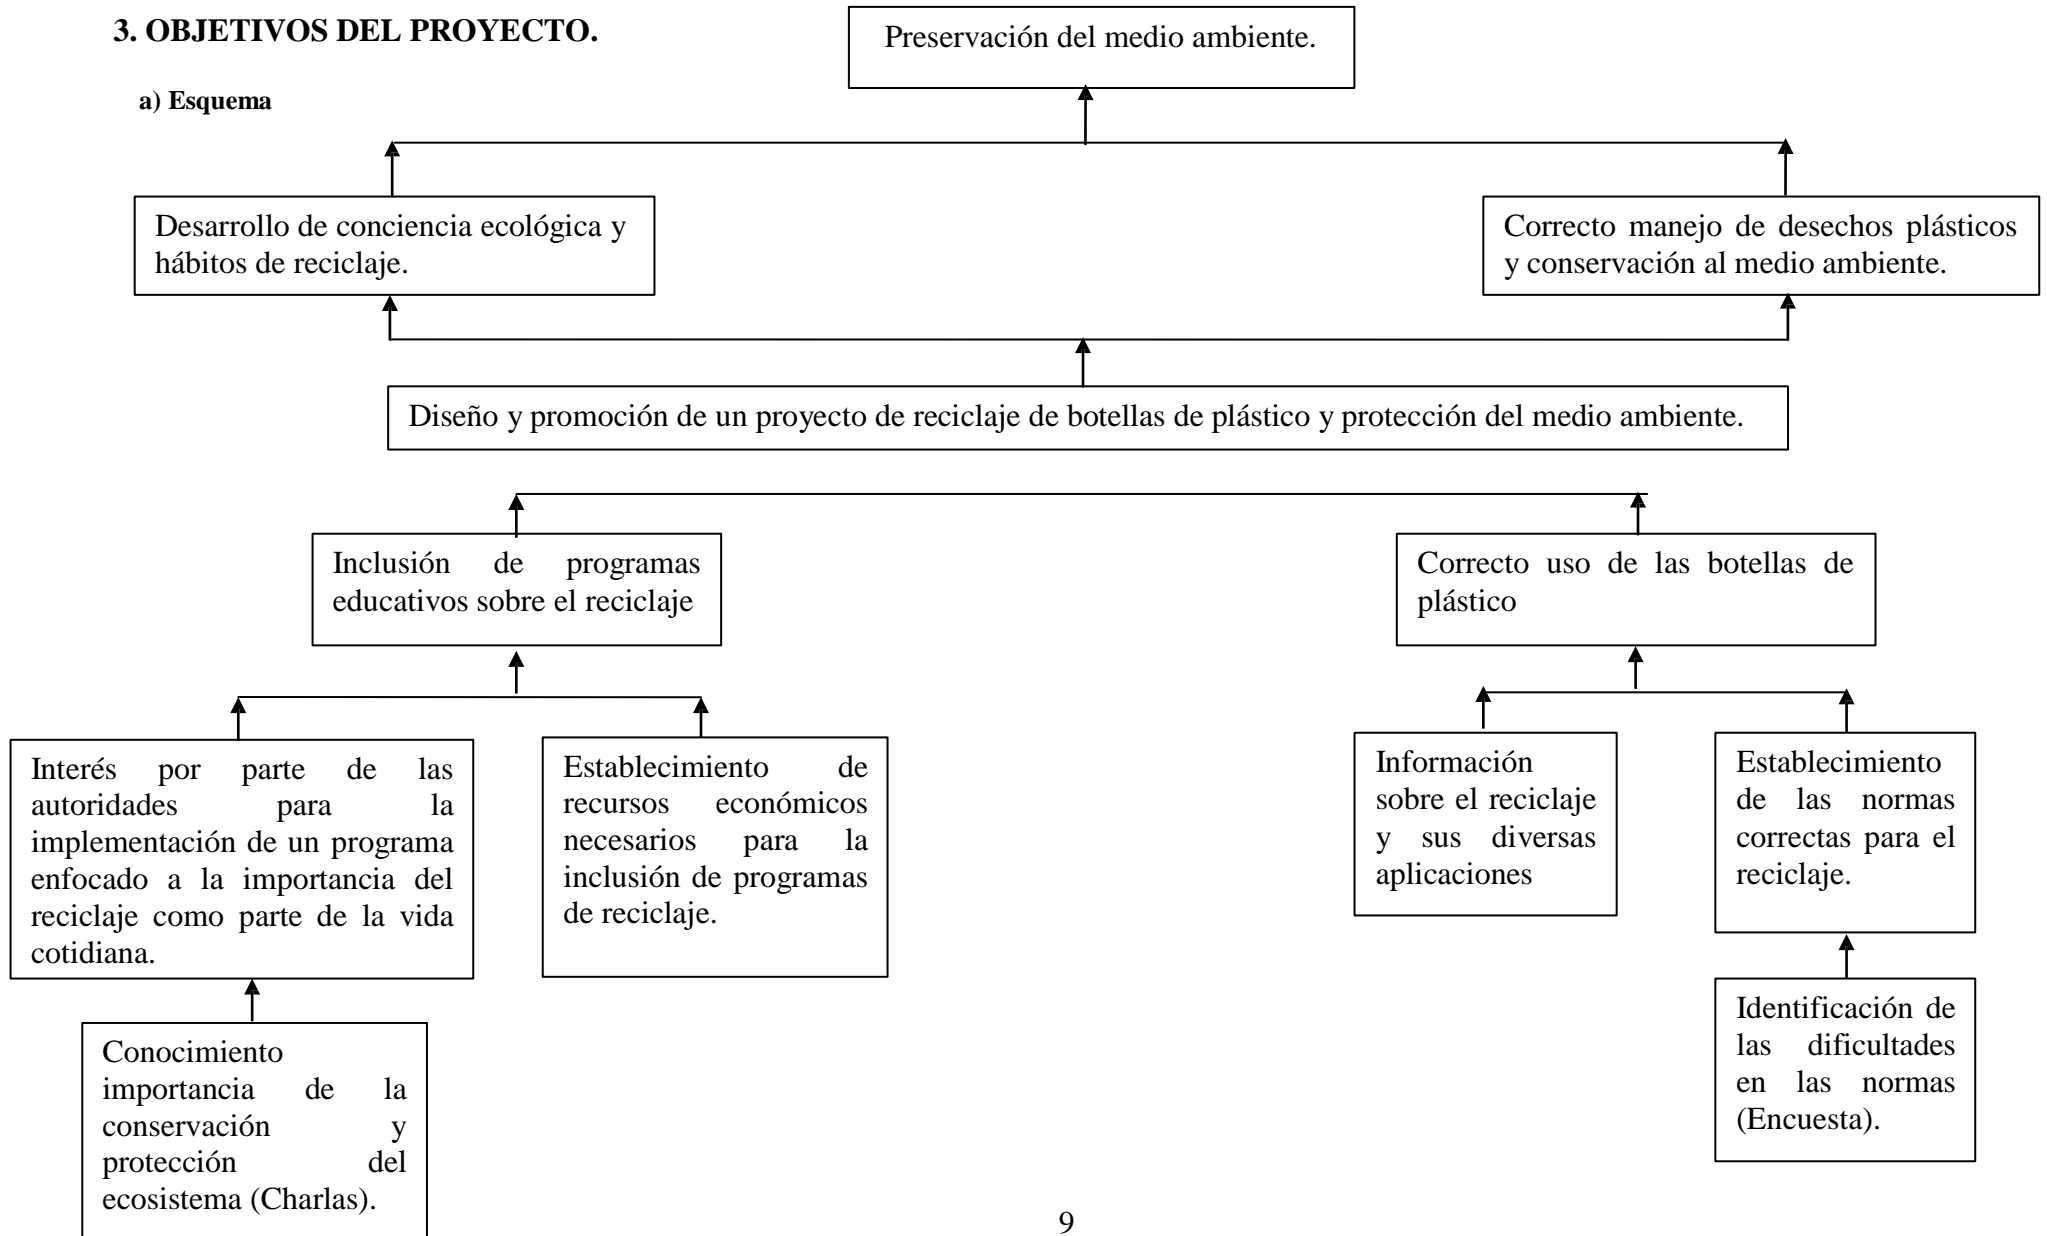 3. OBJETIVOS DEL PROYECTO.
Preservación del medio ambiente.
a) Esquema
Desarrollo de conciencia ecológica y
hábitos de reciclaje.
Correcto manejo de desechos plásticos
y conservación al medio ambiente.
Diseño y promoción de un proyecto de reciclaje de botellas de plástico y protección del medio ambiente.
Inclusión de programas
educativos sobre el reciclaje
Correcto uso de las botellas de
plástico
Interés por parte de las
autoridades para la
implementación de un programa
enfocado a la importancia del
reciclaje como parte de la vida
cotidiana.
Establecimiento de
recursos económicos
necesarios para la
inclusión de programas
de reciclaje.
Información
sobre el reciclaje
y sus diversas
aplicaciones
Establecimiento
de las normas
correctas para el
reciclaje.
Conocimiento
importancia de la
conservación y
protección del
ecosistema (Charlas).
Identificación de
las dificultades
en las normas
(Encuesta).
9